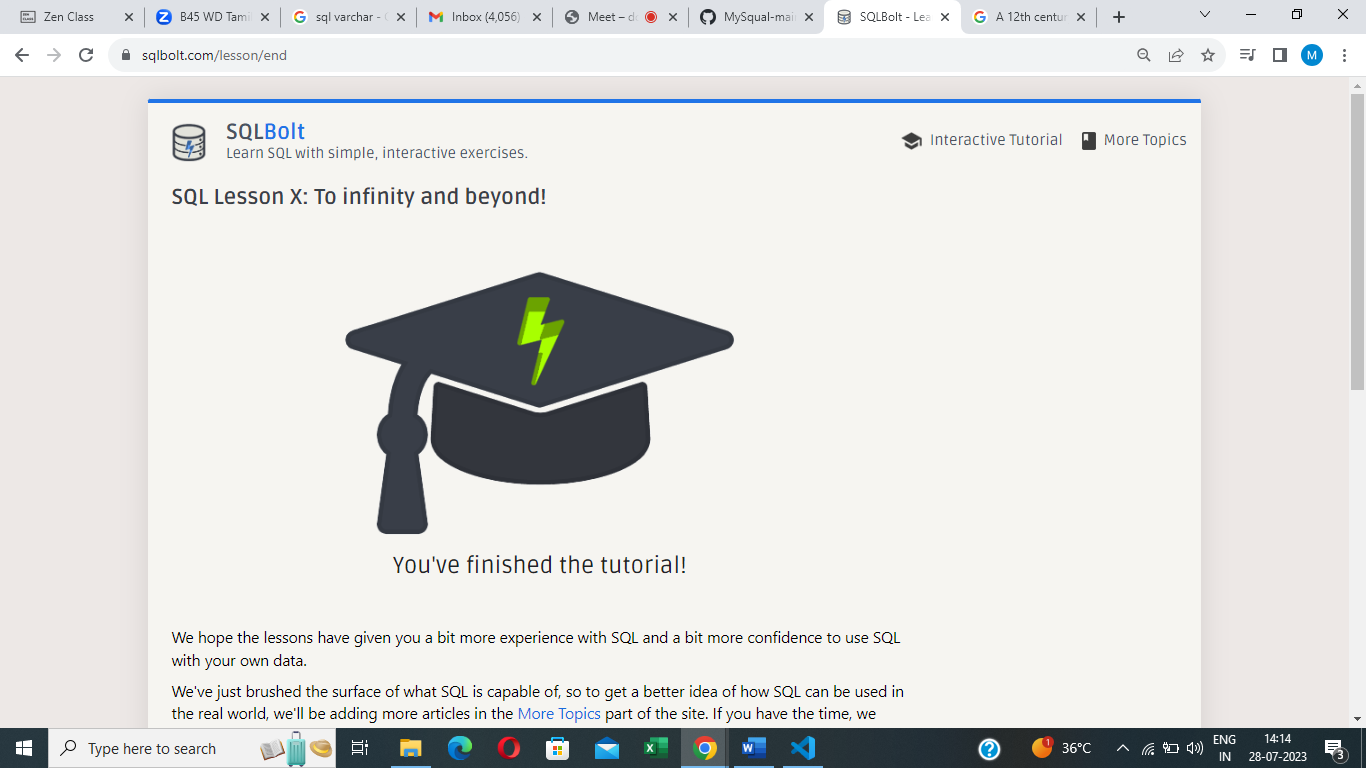 Zen Class
B45 WD Tami
sql varchar - G
Inbox (4,056)
Meet – d
MySqual-mai
SQLBolt - Lea
A 12th centur
sqlbolt.com/lesson/end
M
SQLBolt
Learn SQL with simple, interactive exercises.
Interactive Tutorial
More Topics
SQL Lesson X: To infinity and beyond!
You've finished the tutorial!
We hope the lessons have given you a bit more experience with SQL and a bit more confidence to use SQL
with your own data.
We've just brushed the surface of what SQL is capable of, so to get a better idea of how SQL can be used in
the real world, we'll be adding more articles in the More Topics part of the site. If you have the time, we
Type here to search
1
36°C
ENG
IN
14:14
28-07-2023
3